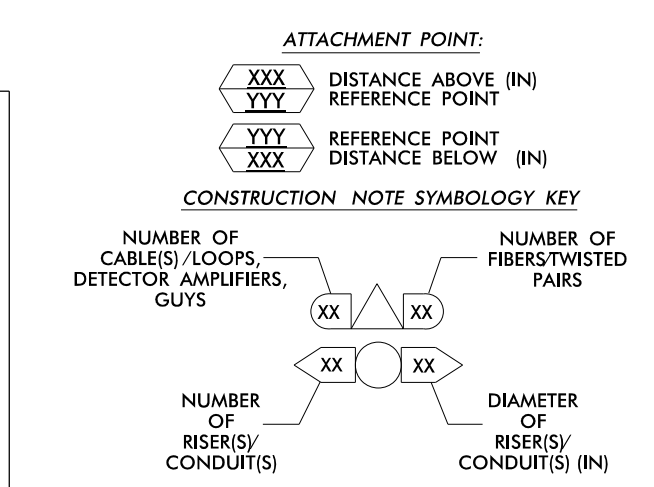 ATTACHMENT POINT:
XXX
YYY
DISTANCE ABOVE (IN)
REFERENCE POINT
YYY
XXX
REFERENCE POINT
DISTANCE BELOW (IN)
CONSTRUCTION NOTE SYMBOLOGY KEY
NUMBER OF
CABLE(S)/LOOPS,
DETECTOR AMPLIFIERS,
GUYS
NUMBER OF
FIBERS/TWISTED
PAIRS
XX
XX
XX
XX
NUMBER
OF
RISER(S)/
CONDUIT(S)
DIAMETER
OF
RISER(S)/
CONDUIT(S) (IN)